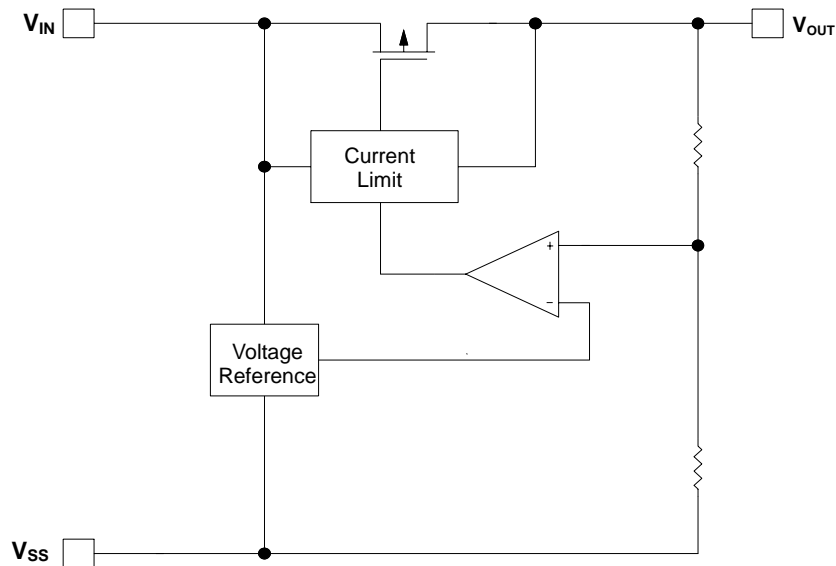 VIN
VOUT
Current
Limit
+
−
Voltage
Reference
VSS